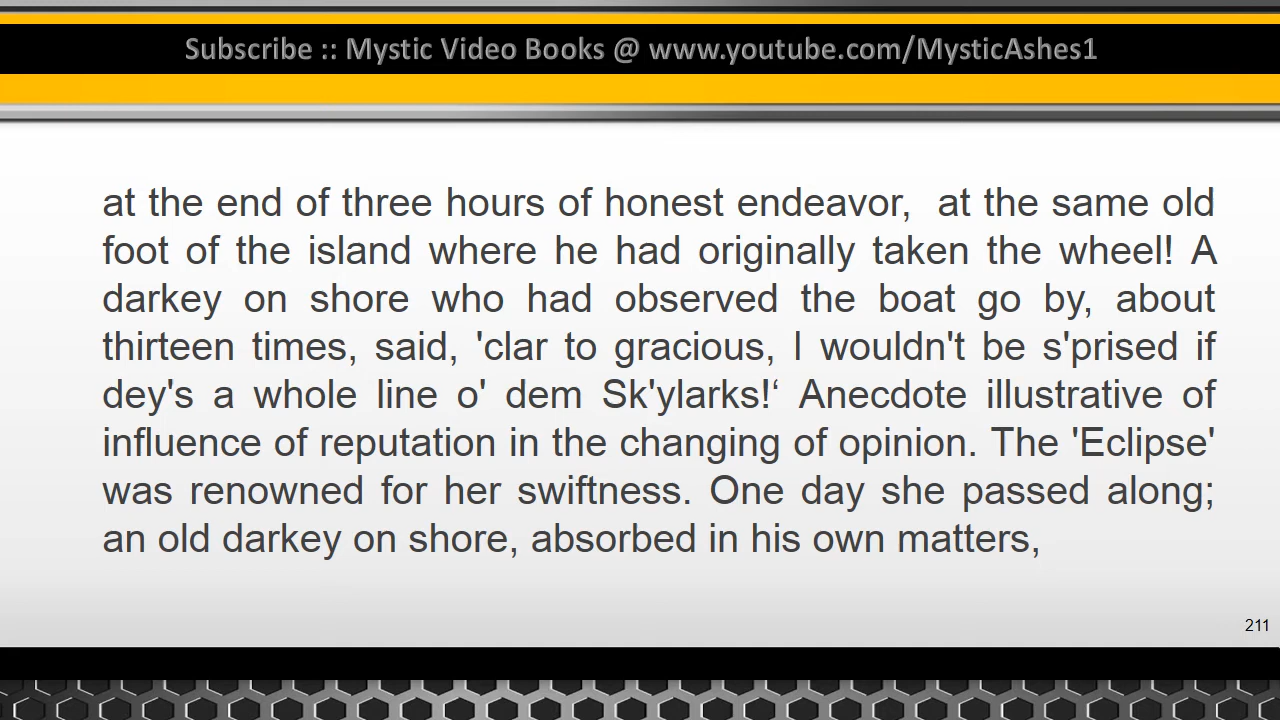 Subscribe :: Mystic Video Books @ www.youtube.com/MysticAshes1
at the end of three hours of honest endeavor,  at the same old
foot of the island where he had originally taken the wheel! A
darkey on shore who had observed the boat go by, about
thirteen times, said, 'clar to gracious, I wouldn't be s'prised if
dey's a whole line o' dem Sk'ylarks!‘ Anecdote illustrative of
influence of reputation in the changing of opinion. The 'Eclipse'
was renowned for her swiftness. One day she passed along;
an old darkey on shore, absorbed in his own matters,
211